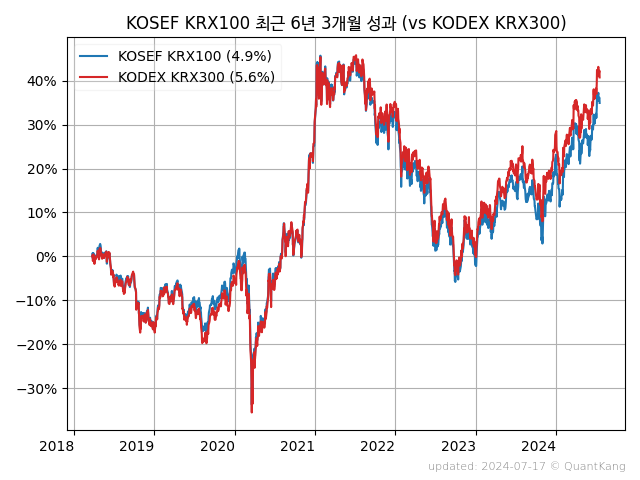 KOSEF KRX100 최근 6년 3개월 성과 (vs KODEX KRX300)
KOSEF KRX100 (4.9%)
KODEX KRX300 (5.6%)
40%
30%
20%
10%
0%
−10%
−20%
−30%
2018 2019 2020 2021 2022 2023 2024
updated: 2024-07-17 © QuantKang